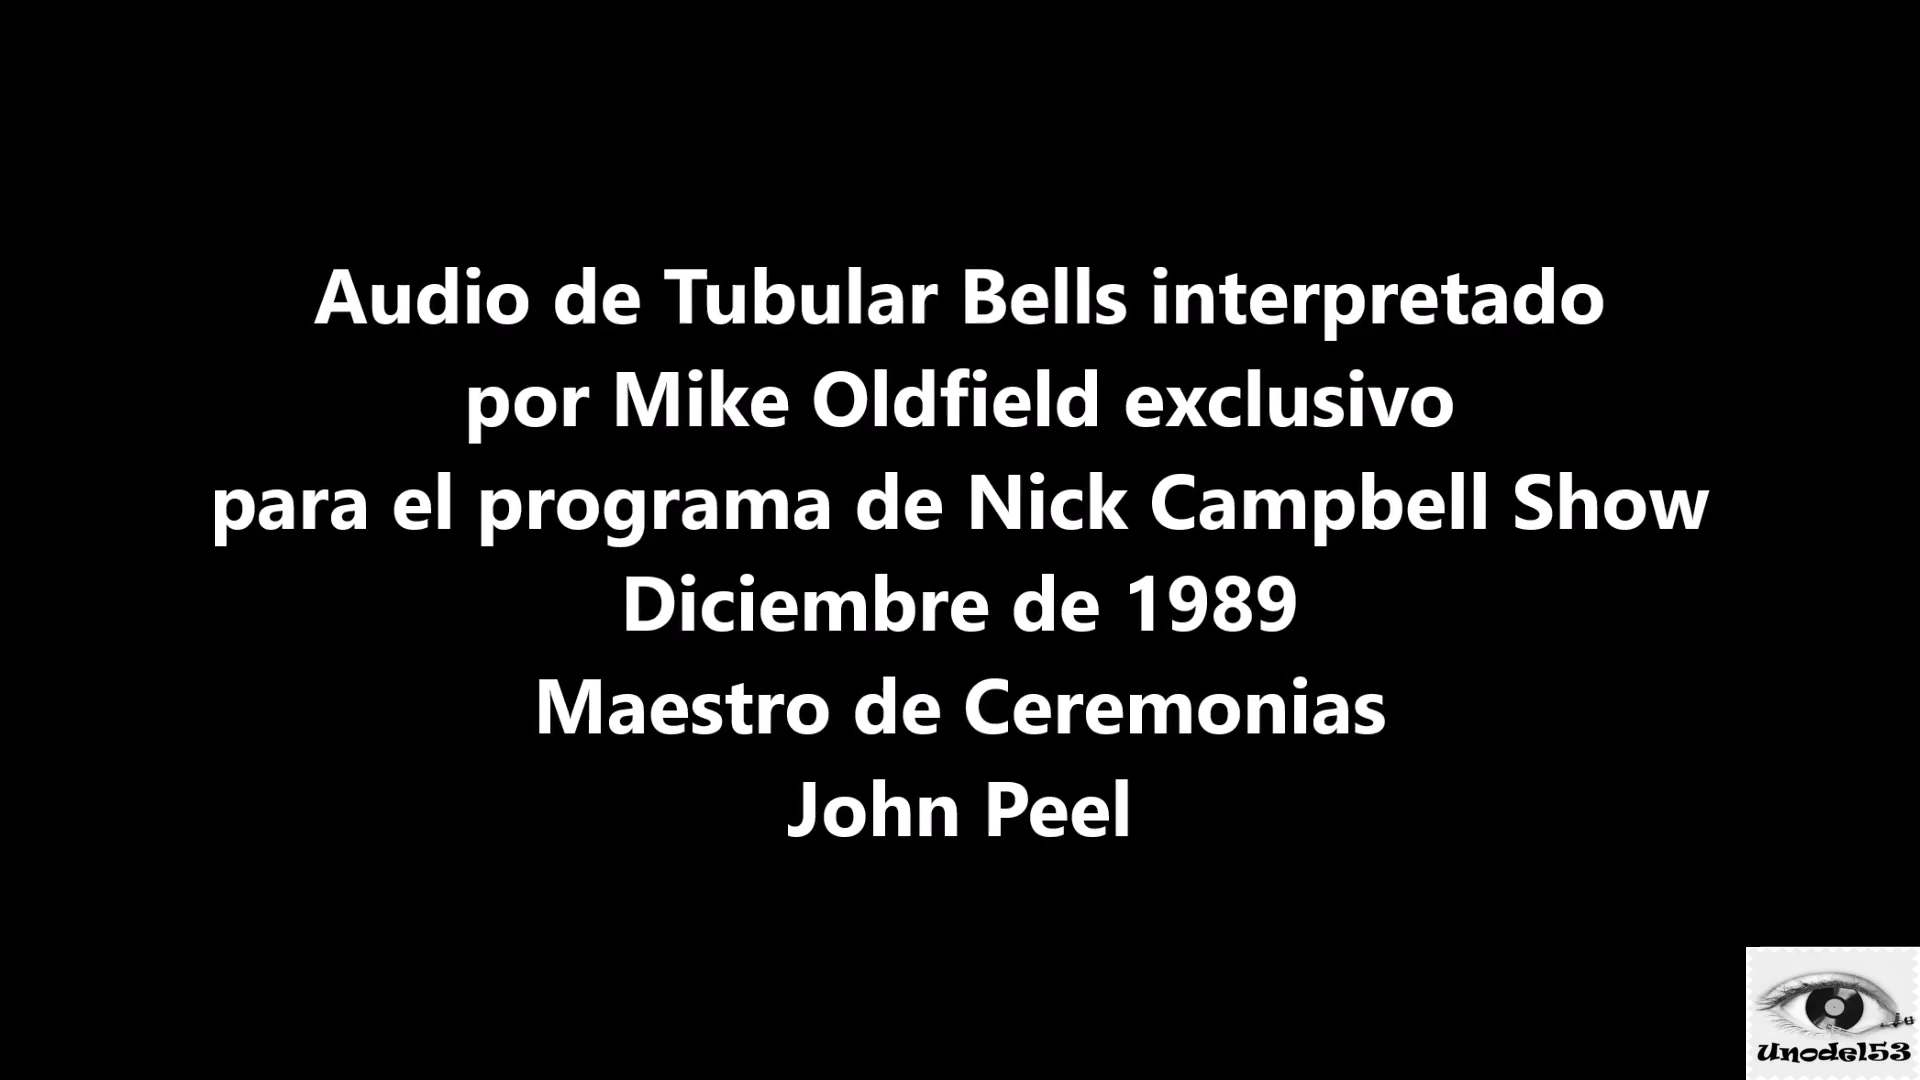 Audio de Tubular Bells interpretado
por Mike Oldfield exclusivo
para el programa de Nick Campbell Show
Diciembre de 1989
Maestro de Ceremonias
John Peel
Unodel53